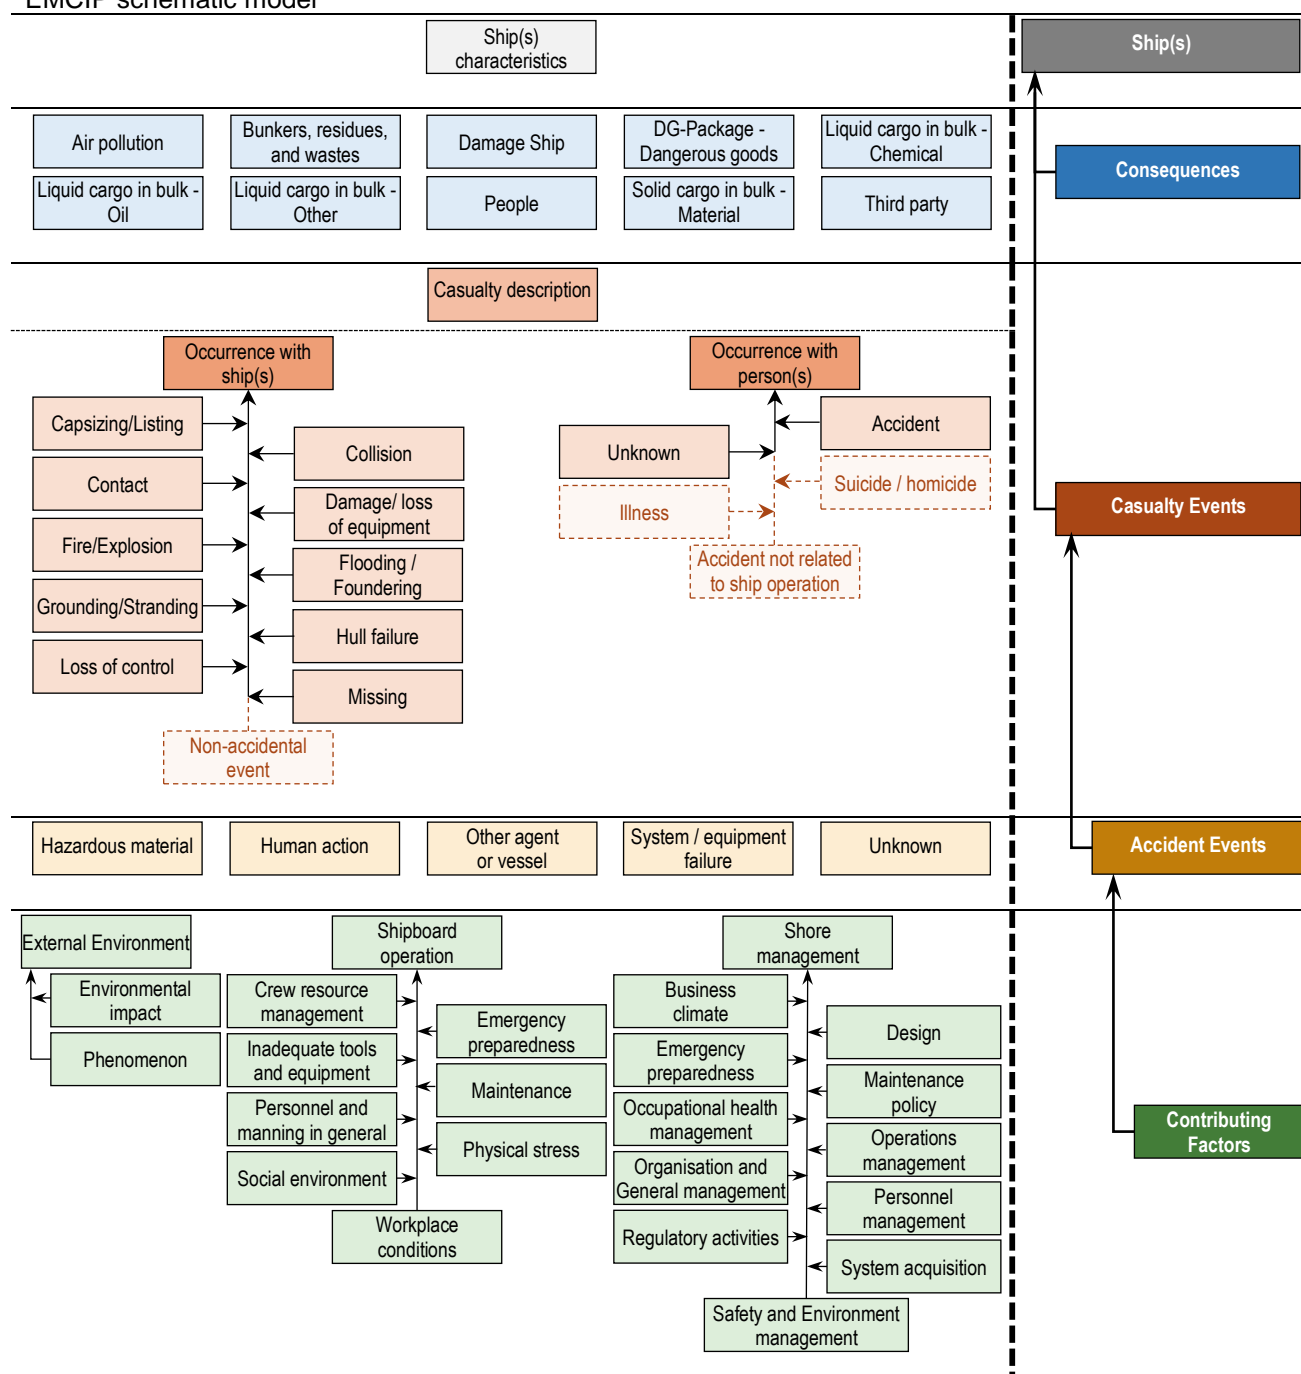 EMCIP schematic model
Ship(s)
characteristics
Ship(s)
Air pollution
Bunkers, residues,
and wastes
Damage Ship
DG-Package -
Dangerous goods
Liquid cargo in bulk -
Chemical
Consequences
Liquid cargo in bulk -
Oil
Liquid cargo in bulk -
Other
People
Solid cargo in bulk -
Material
Third party
Casualty description
Occurrence with
ship(s)
Occurrence with
person(s)
Capsizing/Listing
Collision
Contact
Damage/ loss
of equipment
Fire/Explosion
Flooding /
Foundering
Grounding/Stranding
Hull failure
Loss of control
Missing
Non-accidental
event
Accident
Unknown
Suicide / homicide
Illness
Accident not related
to ship operation
Casualty Events
Hazardous material
Human action
Other agent
or vessel
System / equipment
failure
Unknown
Accident Events
External Environment
Environmental
impact
Phenomenon
Shipboard
operation
Crew resource
management
Emergency
preparedness
Inadequate tools
and equipment
Maintenance
Personnel and
manning in general
Physical stress
Social environment
Workplace
conditions
Shore
management
Business
climate
Design
Emergency
preparedness
Maintenance
policy
Occupational health
management
Operations
management
Organisation and
General management
Personnel
management
Regulatory activities
System acquisition
Safety and Environment
management
Contributing
Factors